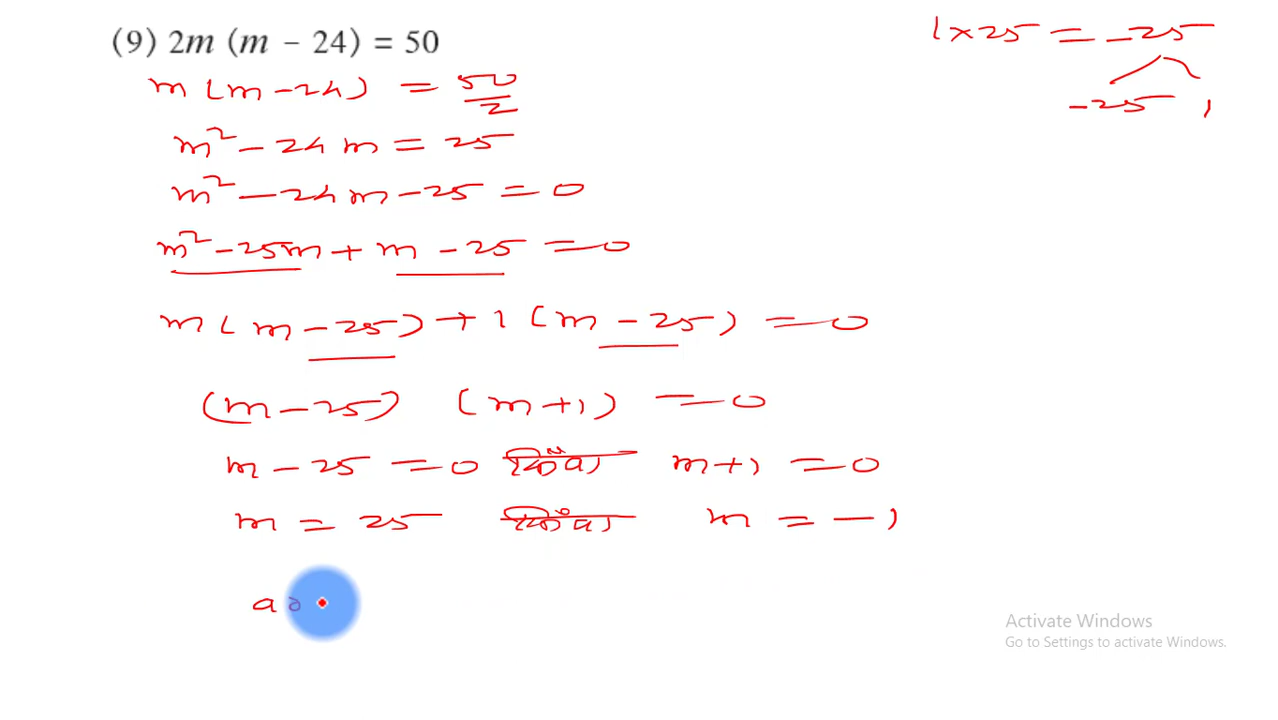 (9) 2m (m − 24) = 50
1 × 25 = −25
−25 1
m (m − 24) = 50/2
m² − 24m = 25
m² − 24m − 25 = 0
m² − 25m + m − 25 = 0
m (m − 25) + 1 (m − 25) = 0
(m − 25) (m + 1) = 0
m − 25 = 0 किंवा m + 1 = 0
m = 25 किंवा m = − 1
Activate Windows
Go to Settings to activate Windows.